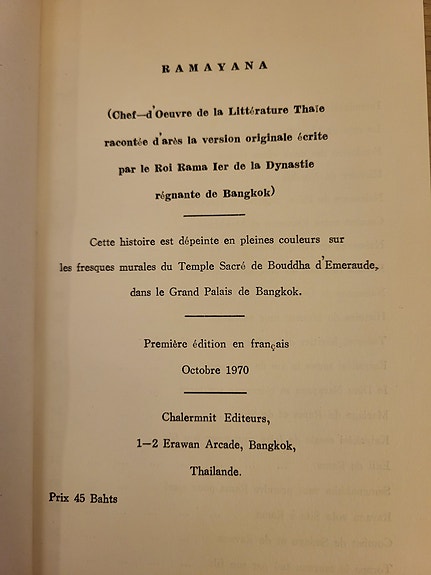 RAMAYANA
(Chef—d'Oeuvre de la Littérature Thaïe
racontée d'arès la version originale écrite
par le Roi Rama Ier de la Dynastie
régnante de Bangkok)
Cette histoire est dépeinte en pleines couleurs sur
les fresques murales du Temple Sacré de Bouddha d'Emeraude,
dans le Grand Palais de Bangkok.
Première édition en français
Octobre 1970
Chalermnit Editeurs,
1—2 Erawan Arcade, Bangkok,
Thailande.
Prix 45 Bahts